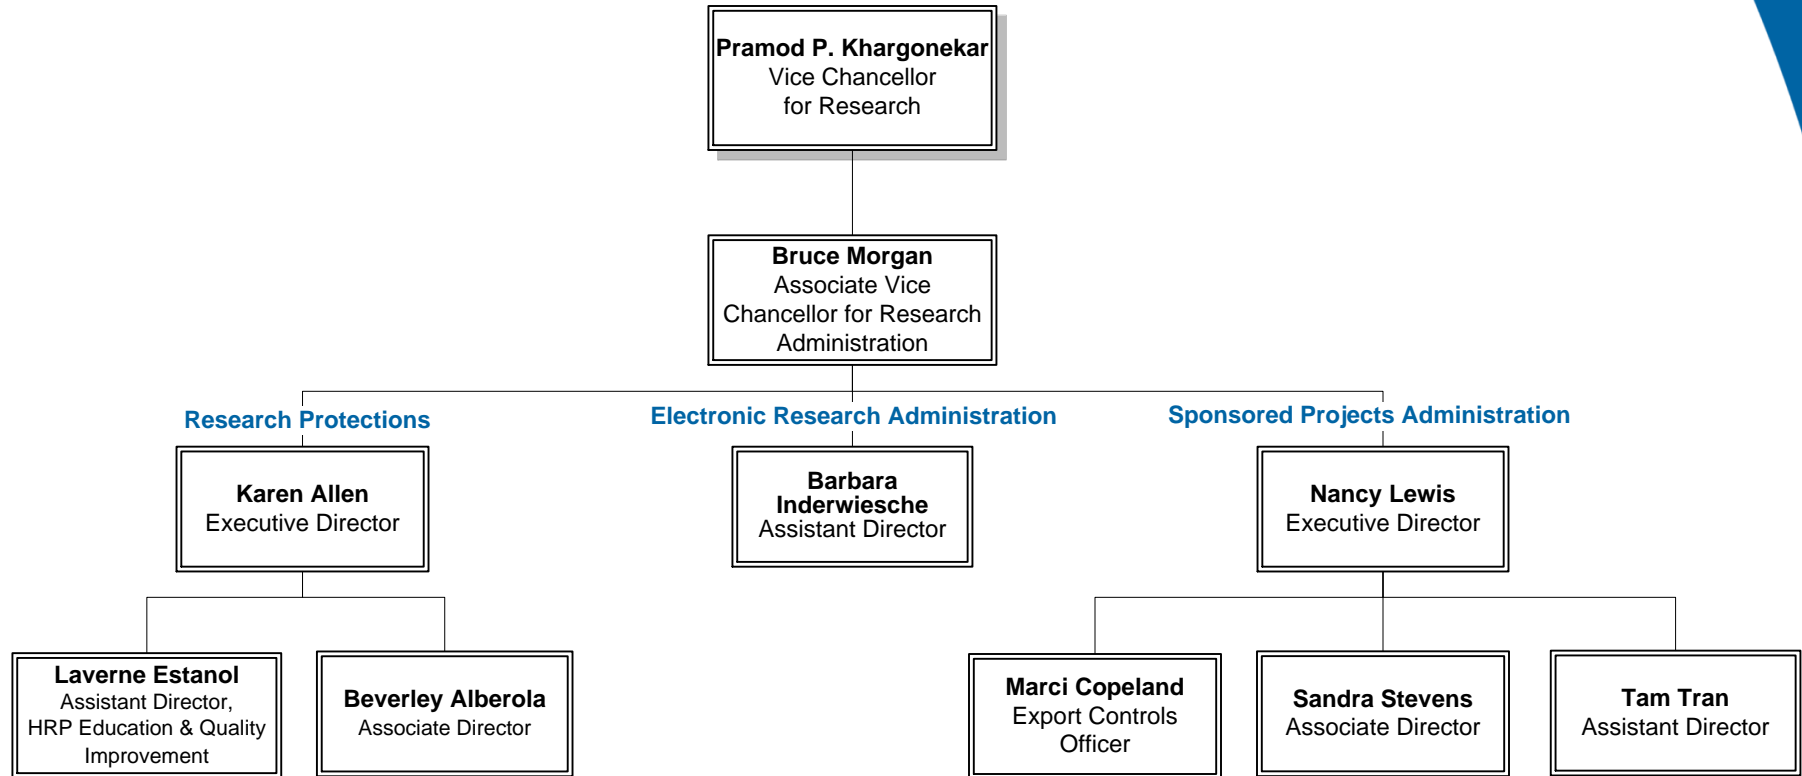 Pramod P. Khargonekar
Vice Chancellor
for Research
Bruce Morgan
Associate Vice
Chancellor for Research
Administration
Research Protections
Electronic Research Administration
Sponsored Projects Administration
Karen Allen
Executive Director
Barbara
Inderwiesche
Assistant Director
Nancy Lewis
Executive Director
Laverne Estanol
Assistant Director,
HRP Education & Quality
Improvement
Beverley Alberola
Associate Director
Marci Copeland
Export Controls
Officer
Sandra Stevens
Associate Director
Tam Tran
Assistant Director